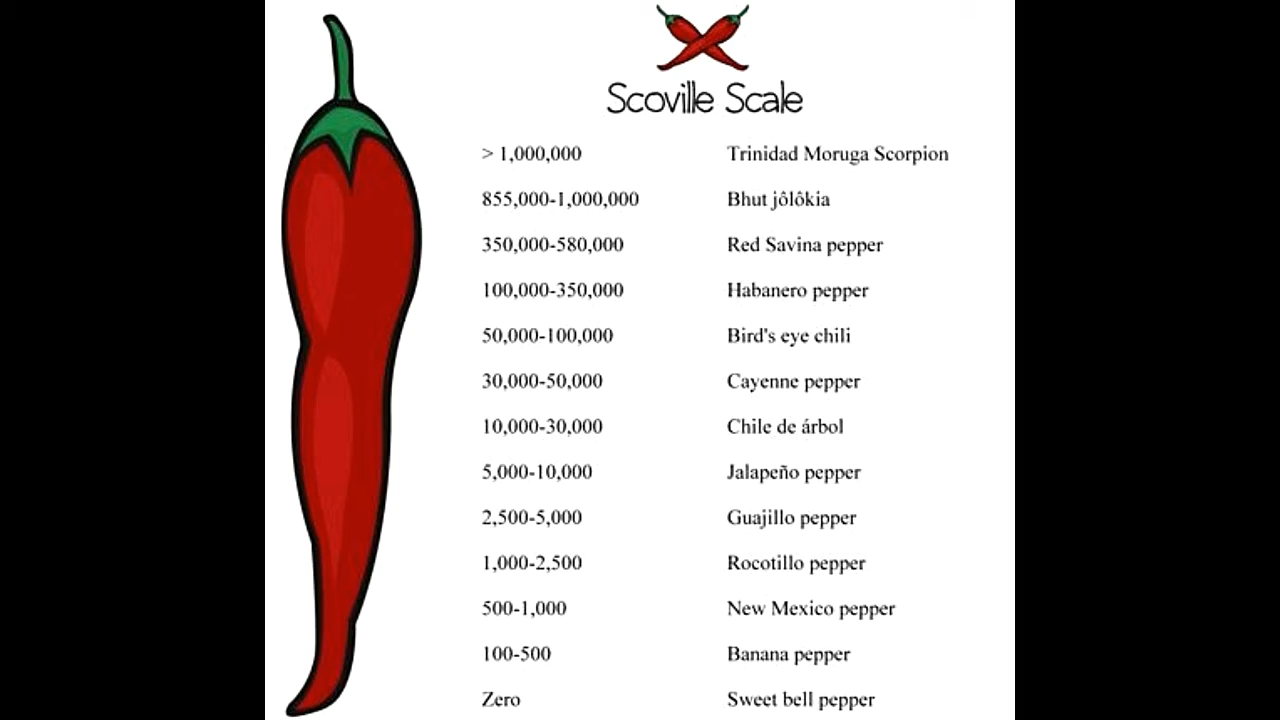 Scoville Scale
> 1,000,000 Trinidad Moruga Scorpion
855,000-1,000,000 Bhut jôlôkia
350,000-580,000 Red Savina pepper
100,000-350,000 Habanero pepper
50,000-100,000 Bird's eye chili
30,000-50,000 Cayenne pepper
10,000-30,000 Chile de árbol
5,000-10,000 Jalapeño pepper
2,500-5,000 Guajillo pepper
1,000-2,500 Rocotillo pepper
500-1,000 New Mexico pepper
100-500 Banana pepper
Zero Sweet bell pepper